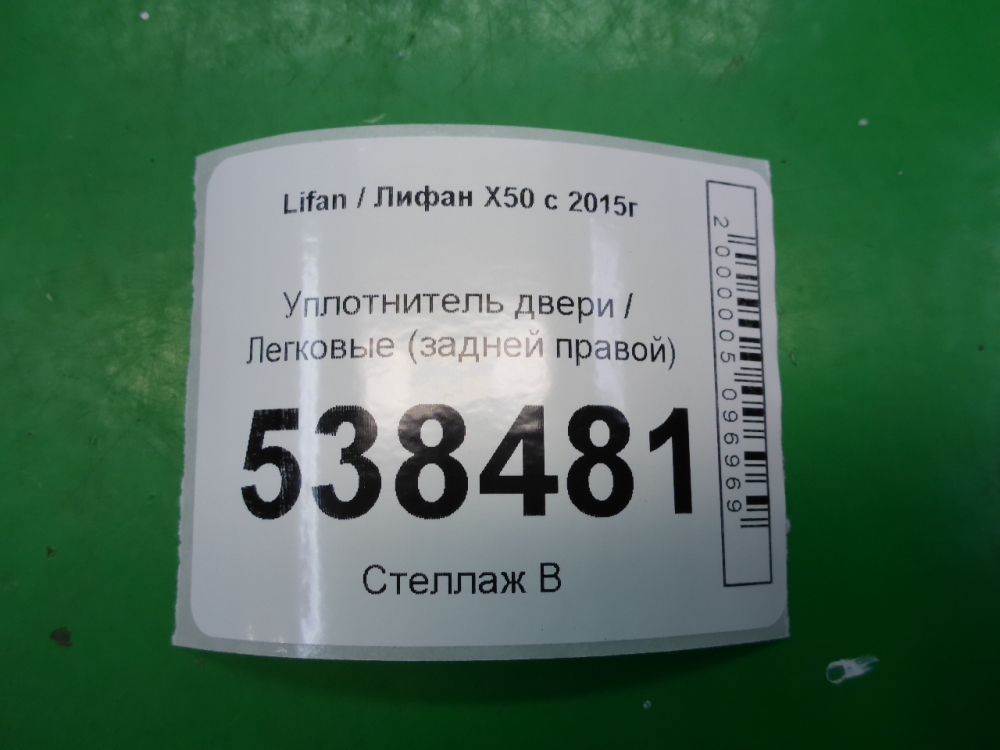 Lifan / Лифан X50 с 2015г
Уплотнитель двери /
Легковые (задней правой)
538481
Стеллаж В
2000005096969